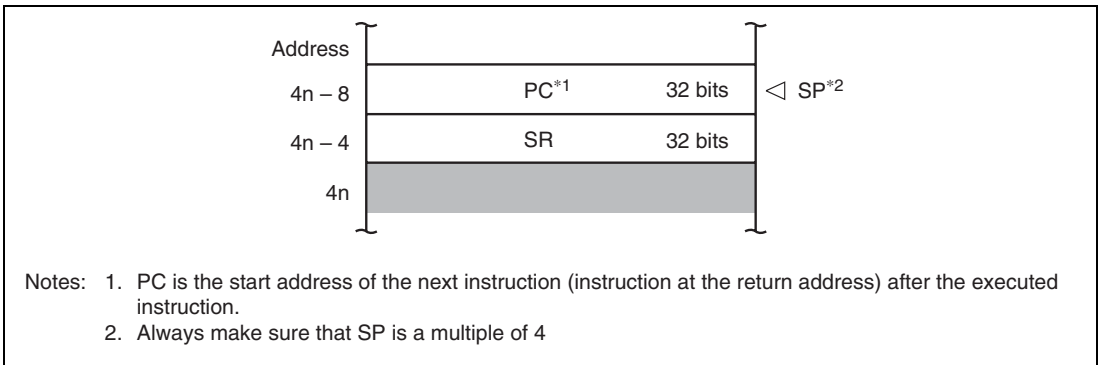 Address
4n – 8 PC*1 32 bits ◁ SP*2
4n – 4 SR 32 bits
4n
Notes: 1. PC is the start address of the next instruction (instruction at the return address) after the executed
instruction.
2. Always make sure that SP is a multiple of 4